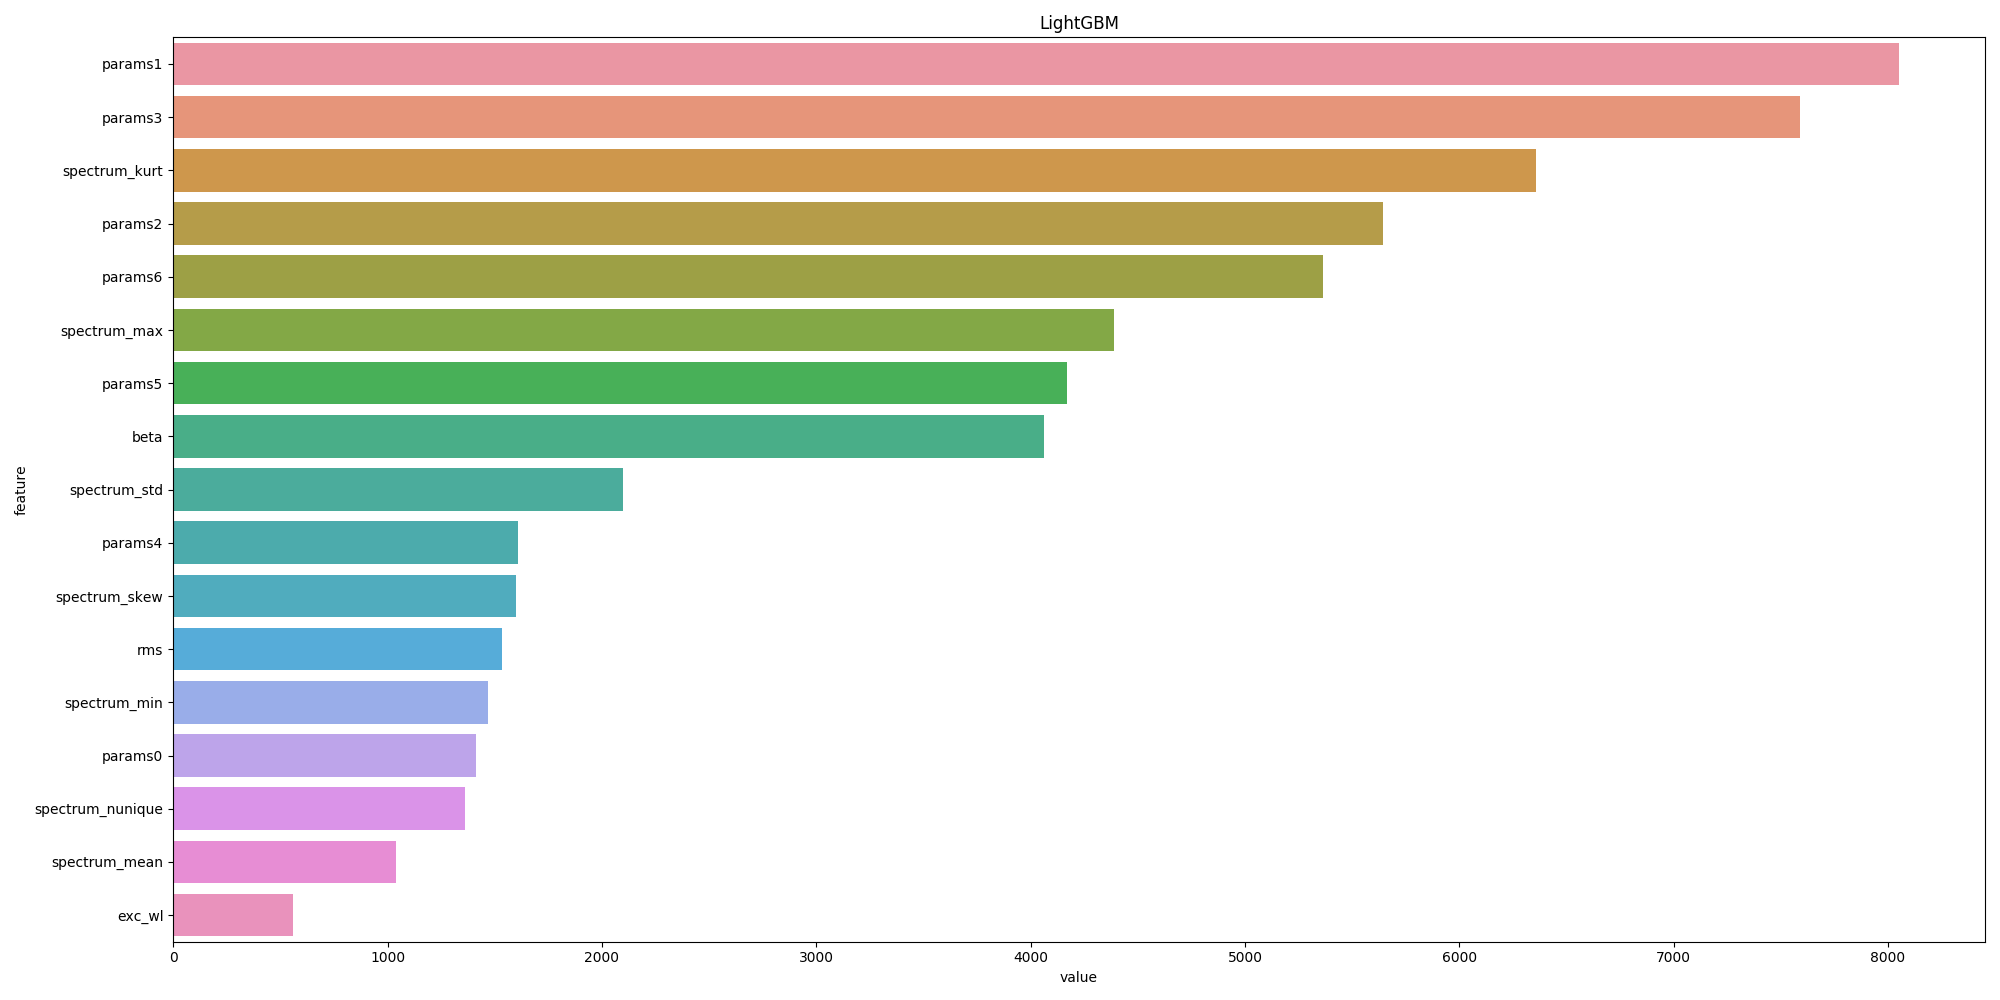 LightGBM
params1
params3
spectrum_kurt
params2
params6
spectrum_max
params5
beta
spectrum_std
params4
spectrum_skew
rms
spectrum_min
params0
spectrum_nunique
spectrum_mean
exc_wl
feature
0 1000 2000 3000 4000 5000 6000 7000 8000
value